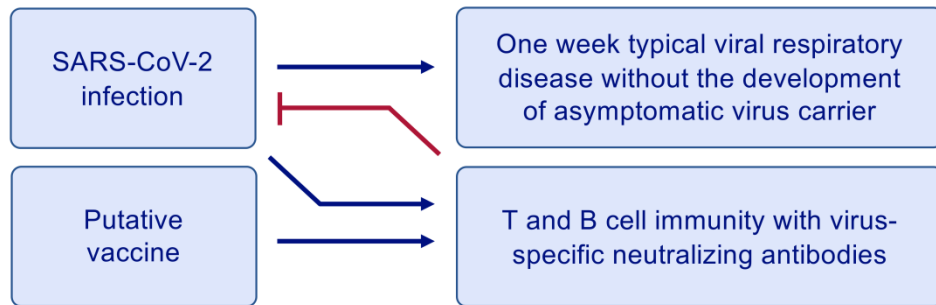 SARS-CoV-2
infection
One week typical viral respiratory
disease without the development
of asymptomatic virus carrier
Putative
vaccine
T and B cell immunity with virus-
specific neutralizing antibodies